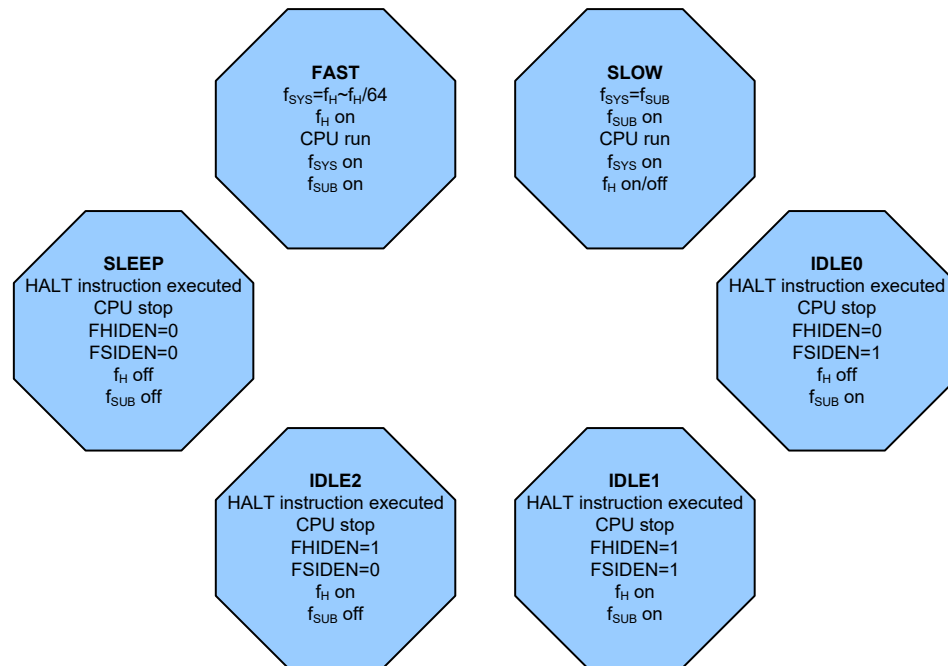 FAST
fSYS=fH~fH/64
fH on
CPU run
fSYS on
fSUB on
SLOW
fSYS=fSUB
fSUB on
CPU run
fSYS on
fH on/off
SLEEP
HALT instruction executed
CPU stop
FHIDEN=0
FSIDEN=0
fH off
fSUB off
IDLE0
HALT instruction executed
CPU stop
FHIDEN=0
FSIDEN=1
fH off
fSUB on
IDLE2
HALT instruction executed
CPU stop
FHIDEN=1
FSIDEN=0
fH on
fSUB off
IDLE1
HALT instruction executed
CPU stop
FHIDEN=1
FSIDEN=1
fH on
fSUB on